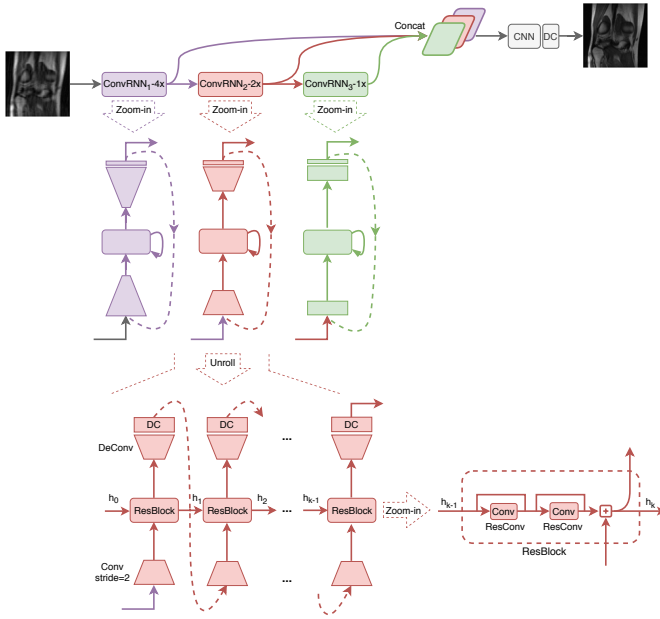 Concat
CNN
DC
ConvRNN₁-4x
ConvRNN₂-2x
ConvRNN₃-1x
Zoom-in
Zoom-in
Zoom-in
Unroll
DC
DC
...
DC
DeConv
h₀
ResBlock
h₁
ResBlock
h₂
...
hₖ₋₁
ResBlock
Zoom-in
hₖ₋₁
Conv
ResConv
Conv
ResConv
+
hₖ
ResBlock
Conv
stride=2
...